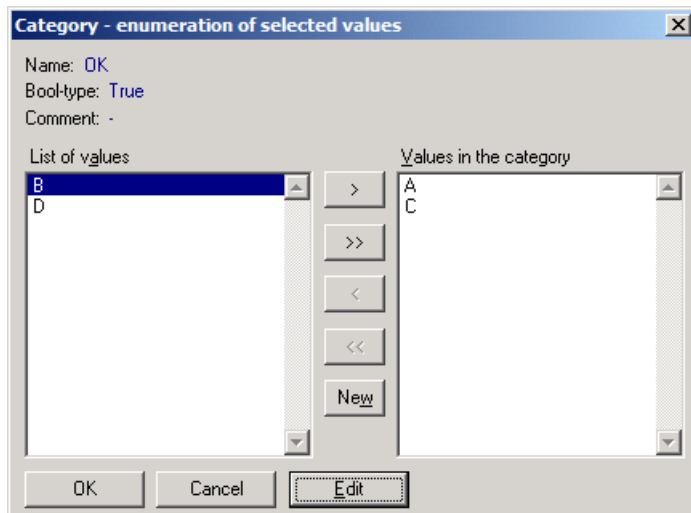 Category - enumeration of selected values
Name: OK
Bool-type: True
Comment: -
List of values
Values in the category
B
D
A
C
>
>>
<
<<
New
OK
Cancel
Edit